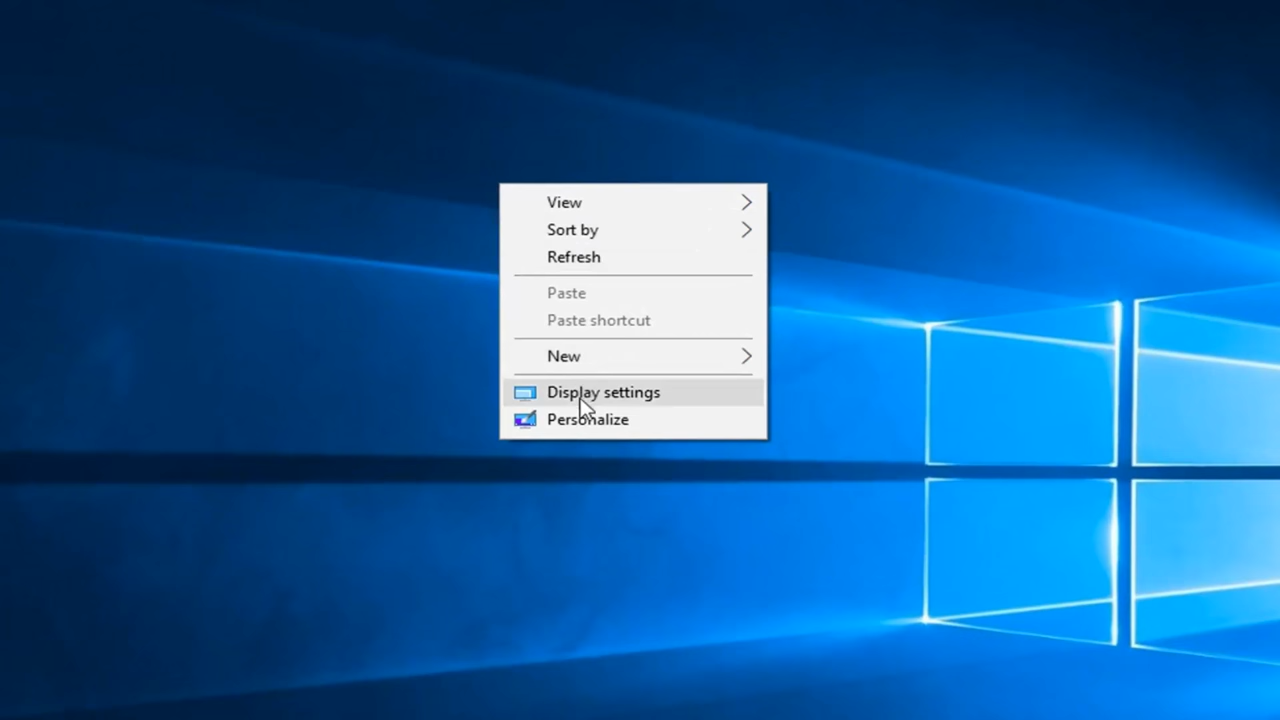 View
Sort by
Refresh
Paste
Paste shortcut
New
Display settings
Personalize